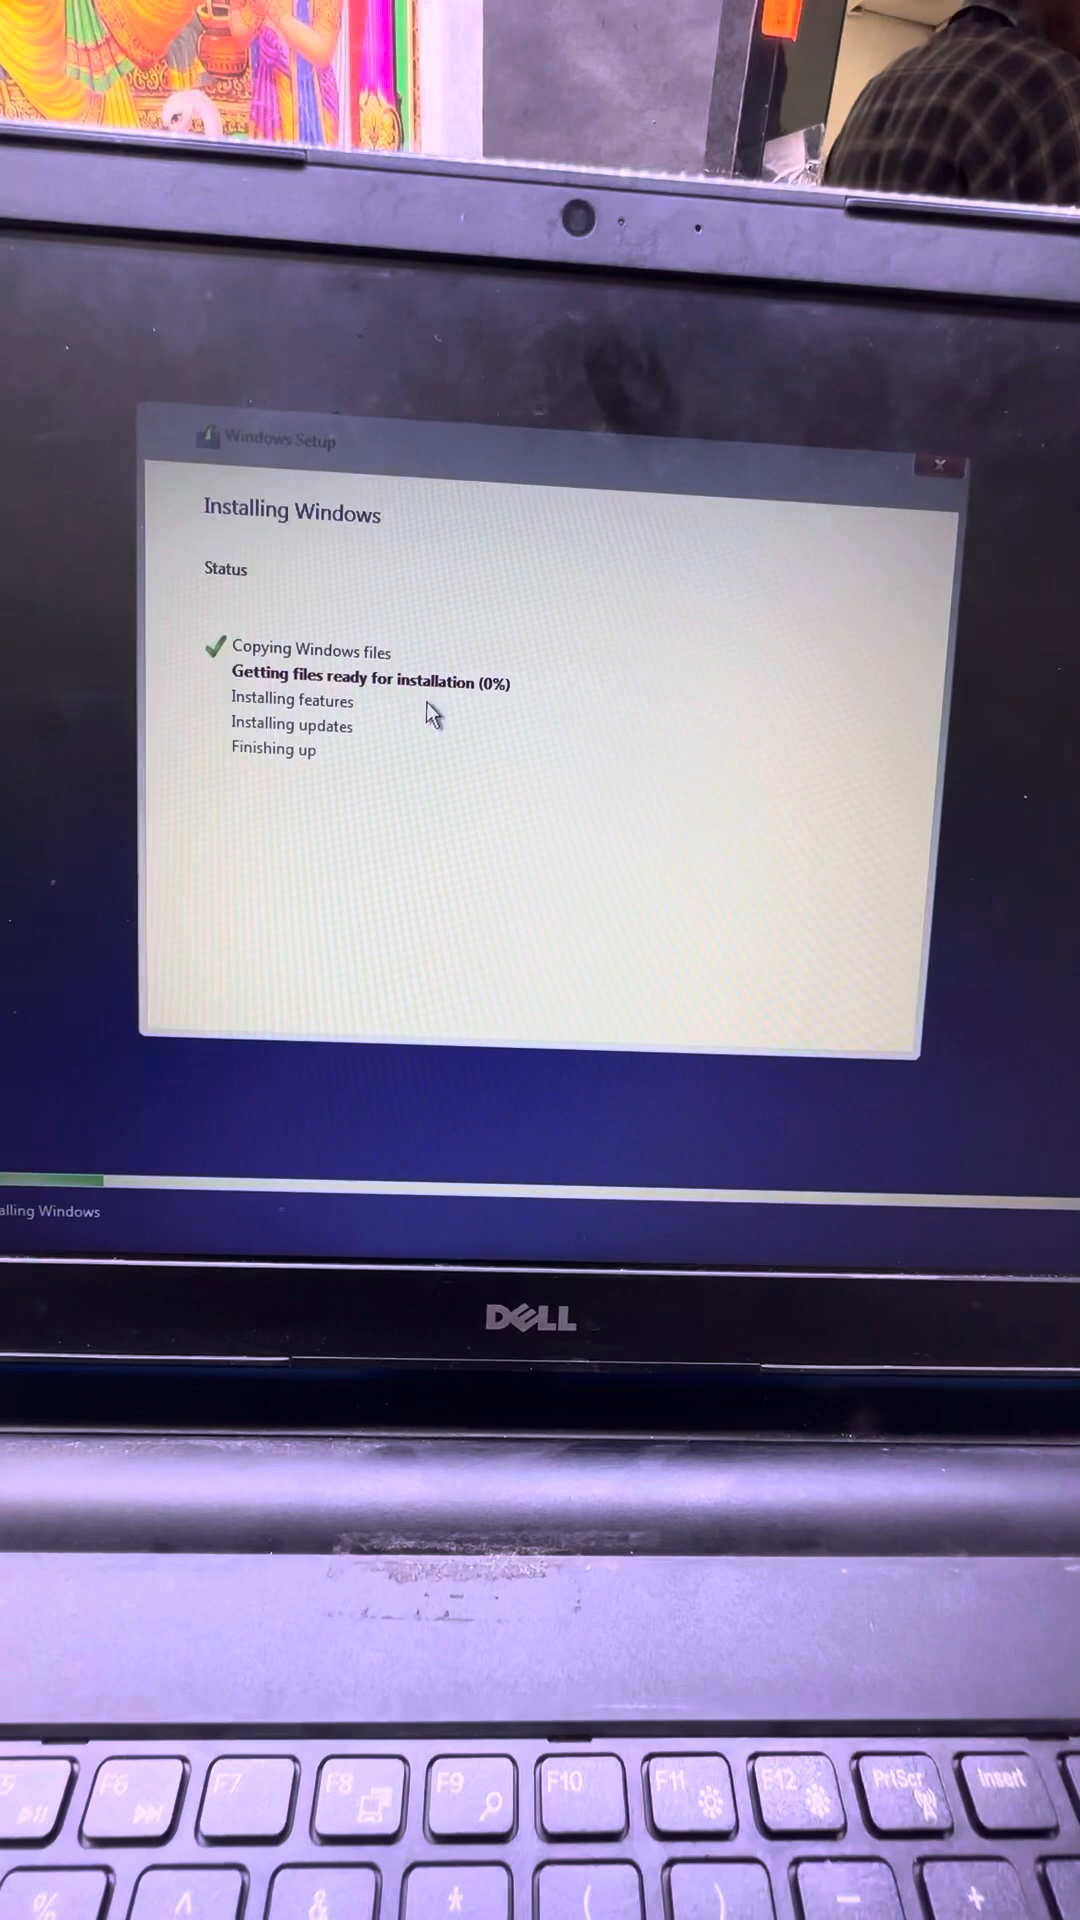 Windows Setup
x
Installing Windows
Status
Copying Windows files
Getting files ready for installation (0%)
Installing features
Installing updates
Finishing up
alling Windows
DELL
F6 F7 F8 F9 F10 F11 F12 PrtScr Insert
% ^ & * ( ) - +